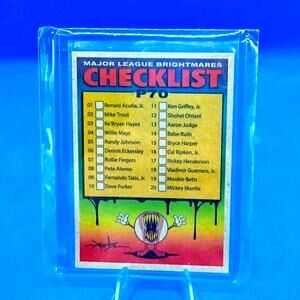 MAJOR LEAGUE BRIGHTMARES
CHECKLIST
P70
01 Ronald Acuña, Jr.
02 Mike Trout
03 Ke'Bryan Hayes
04 Willie Mays
05 Randy Johnson
06 Dennis Eckersley
07 Rollie Fingers
08 Pete Alonso
09 Fernando Tatis, Jr.
10 Dave Parker
11 Ken Griffey, Jr.
12 Shohei Ohtani
13 Aaron Judge
14 Babe Ruth
15 Bryce Harper
16 Cal Ripken, Jr.
17 Rickey Henderson
18 Vladimir Guerrero, Jr.
19 Mookie Betts
20 Mickey Mantle